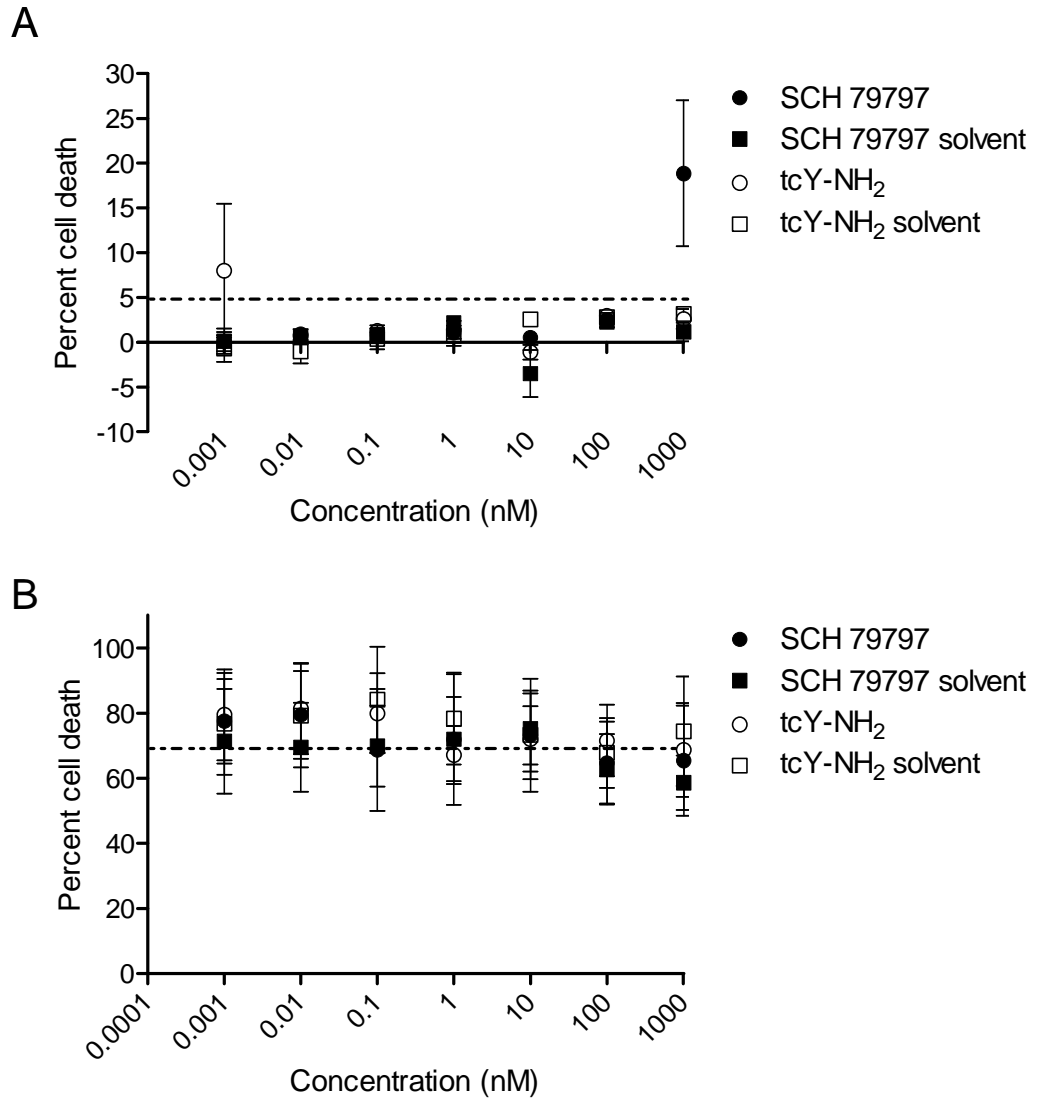 A
30
25
20
15
10
5
0
-5
-10
Percent cell death
0.001 0.01 0.1 1 10 100 1000
Concentration (nM)
SCH 79797
SCH 79797 solvent
tcY-NH₂
tcY-NH₂ solvent
B
100
80
60
40
20
0
Percent cell death
0.0001 0.001 0.01 0.1 1 10 100 1000
Concentration (nM)
SCH 79797
SCH 79797 solvent
tcY-NH₂
tcY-NH₂ solvent